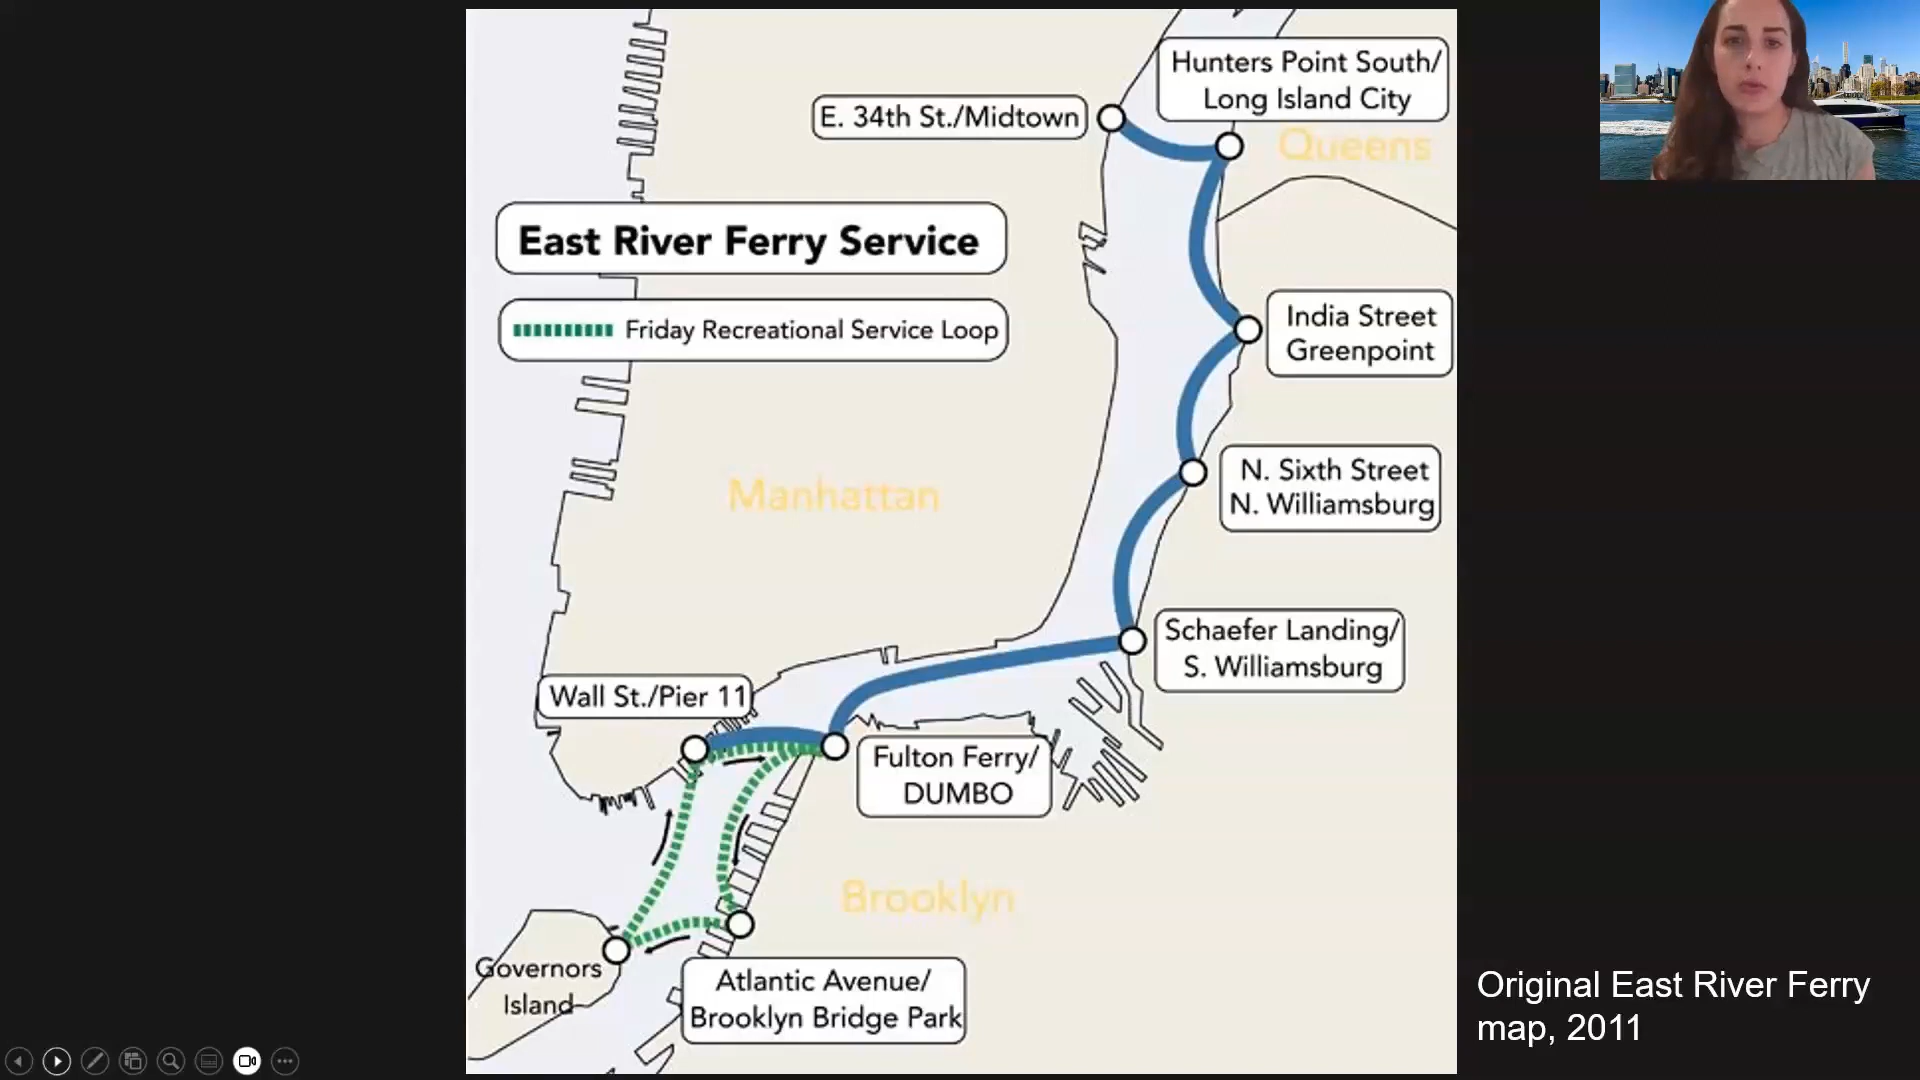 Hunters Point South/
Long Island City
E. 34th St./Midtown
Queens
East River Ferry Service
Friday Recreational Service Loop
India Street
Greenpoint
N. Sixth Street
N. Williamsburg
Manhattan
Schaefer Landing/
S. Williamsburg
Wall St./Pier 11
Fulton Ferry/
DUMBO
Brooklyn
Governors
Island
Atlantic Avenue/
Brooklyn Bridge Park
Original East River Ferry
map, 2011